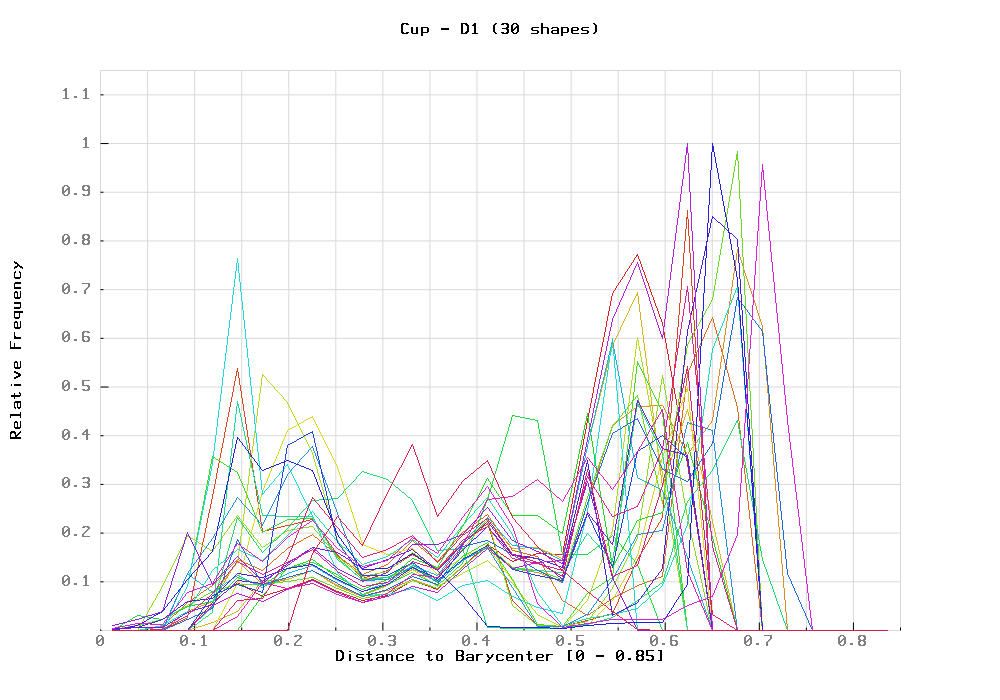 Cup - D1 (30 shapes)
1.1
1
0.9
0.8
0.7
0.6
0.5
0.4
0.3
0.2
0.1
Relative Frequency
0 0.1 0.2 0.3 0.4 0.5 0.6 0.7 0.8
Distance to Barycenter [0 - 0.85]